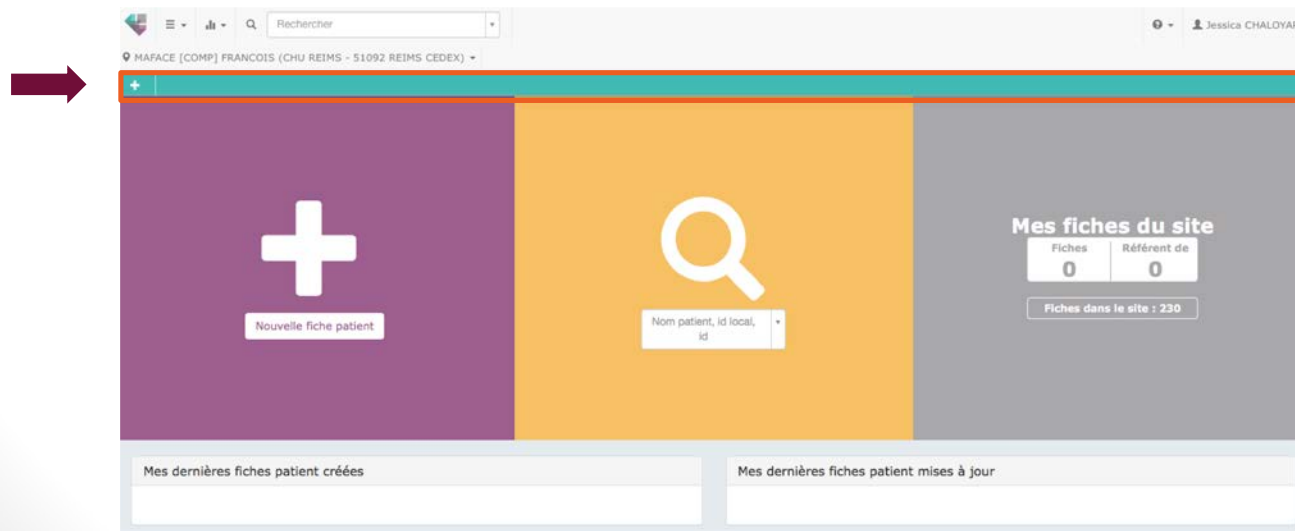 Rechercher
Jessica CHALOYAR
MAFACE [COMP] FRANCOIS (CHU REIMS - 51092 REIMS CEDEX)
Nouvelle fiche patient
Nom patient, id local,
id
Mes fiches du site
Fiches Référent de
0 0
Fiches dans le site : 230
Mes dernières fiches patient créées
Mes dernières fiches patient mises à jour